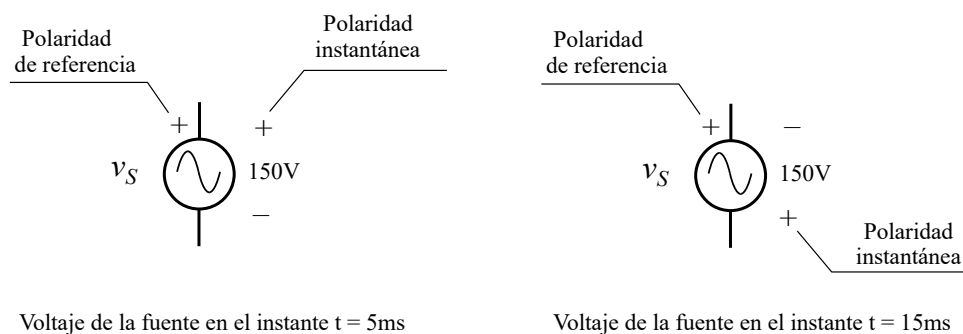 Polaridad
de referencia
Polaridad
instantánea
+
+
v_S
150V
−
Voltaje de la fuente en el instante t = 5ms
Polaridad
de referencia
+
−
v_S
150V
+
Polaridad
instantánea
Voltaje de la fuente en el instante t = 15ms